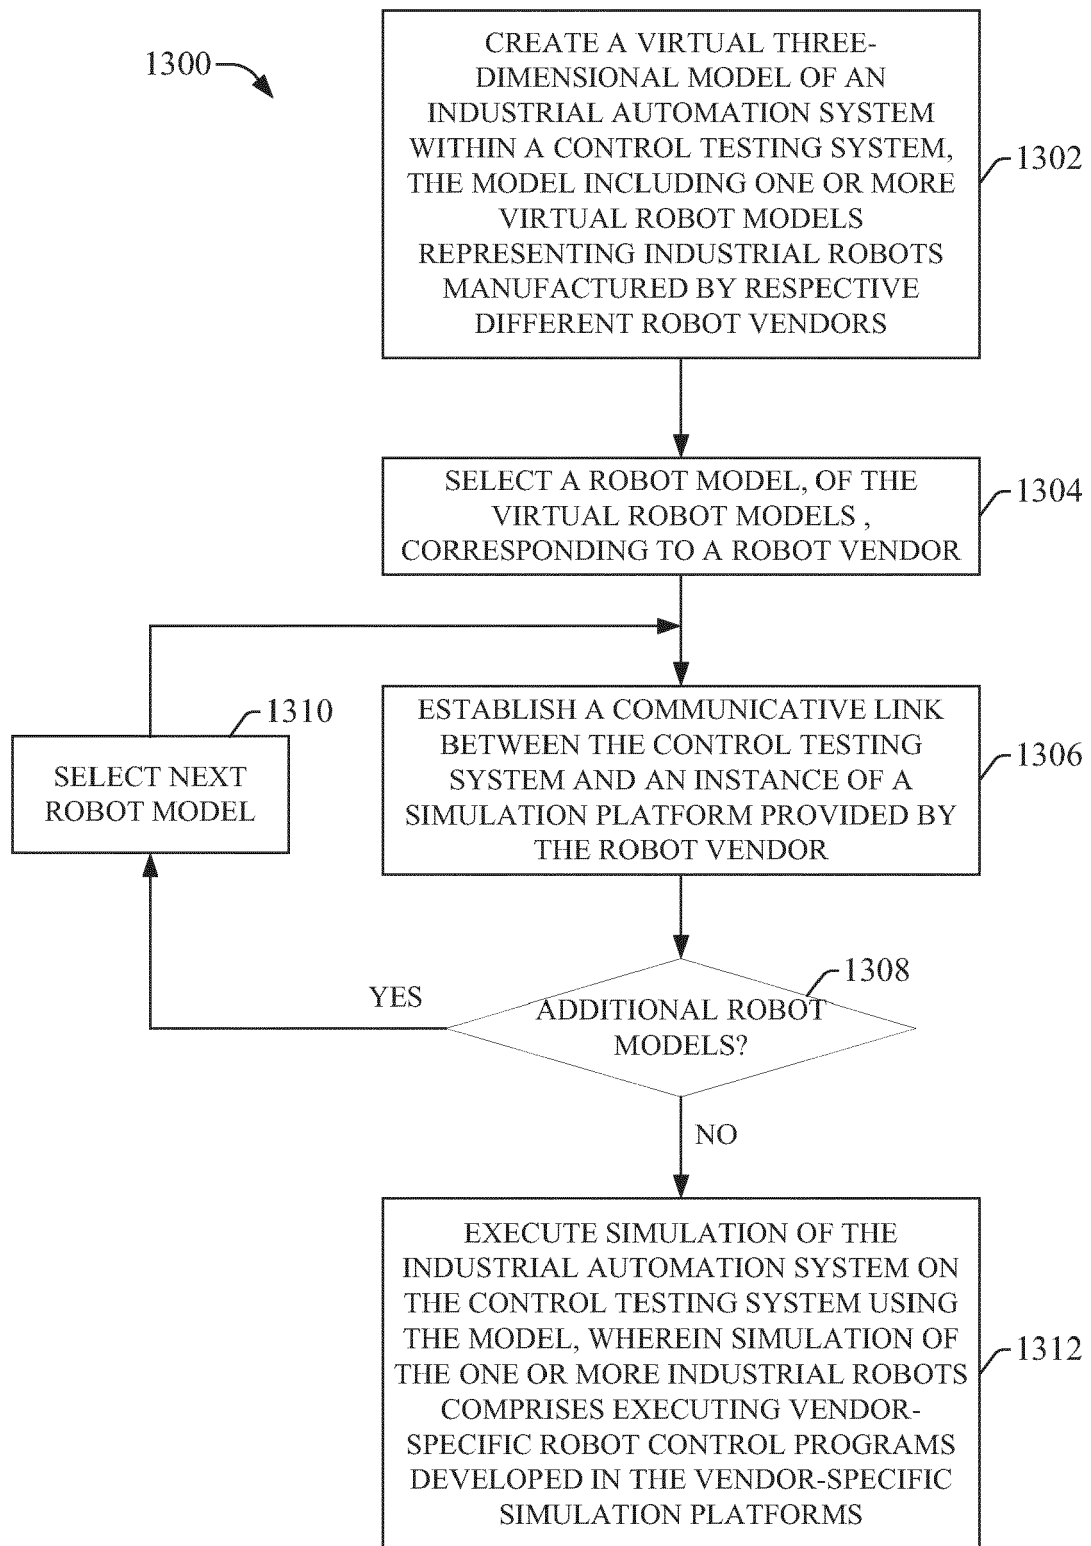 1300
CREATE A VIRTUAL THREE-
DIMENSIONAL MODEL OF AN
INDUSTRIAL AUTOMATION SYSTEM
WITHIN A CONTROL TESTING SYSTEM,
THE MODEL INCLUDING ONE OR MORE
VIRTUAL ROBOT MODELS
REPRESENTING INDUSTRIAL ROBOTS
MANUFACTURED BY RESPECTIVE
DIFFERENT ROBOT VENDORS
1302
SELECT A ROBOT MODEL, OF THE
VIRTUAL ROBOT MODELS ,
CORRESPONDING TO A ROBOT VENDOR
1304
ESTABLISH A COMMUNICATIVE LINK
BETWEEN THE CONTROL TESTING
SYSTEM AND AN INSTANCE OF A
SIMULATION PLATFORM PROVIDED BY
THE ROBOT VENDOR
1306
1310
SELECT NEXT
ROBOT MODEL
1308
ADDITIONAL ROBOT
MODELS?
YES
NO
EXECUTE SIMULATION OF THE
INDUSTRIAL AUTOMATION SYSTEM ON
THE CONTROL TESTING SYSTEM USING
THE MODEL, WHEREIN SIMULATION OF
THE ONE OR MORE INDUSTRIAL ROBOTS
COMPRISES EXECUTING VENDOR-
SPECIFIC ROBOT CONTROL PROGRAMS
DEVELOPED IN THE VENDOR-SPECIFIC
SIMULATION PLATFORMS
1312